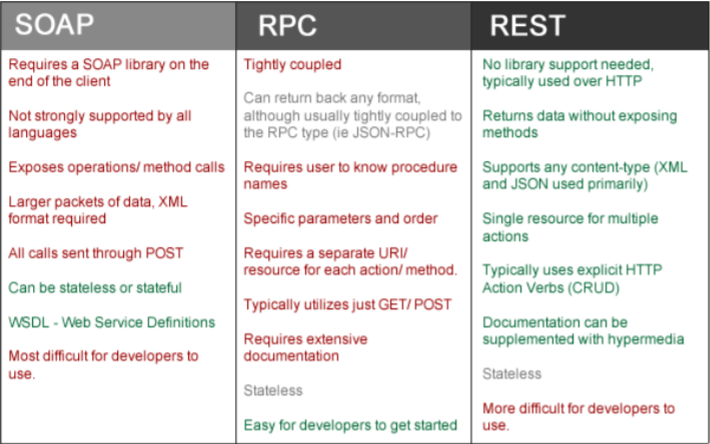 SOAP
Requires a SOAP library on the
end of the client
Not strongly supported by all
languages
Exposes operations/ method calls
Larger packets of data, XML
format required
All calls sent through POST
Can be stateless or stateful
WSDL - Web Service Definitions
Most difficult for developers to
use.
RPC
Tightly coupled
Can return back any format,
although usually tightly coupled to
the RPC type (ie JSON-RPC)
Requires user to know procedure
names
Specific parameters and order
Requires a separate URI/
resource for each action/ method.
Typically utilizes just GET/ POST
Requires extensive
documentation
Stateless
Easy for developers to get started
REST
No library support needed,
typically used over HTTP
Returns data without exposing
methods
Supports any content-type (XML
and JSON used primarily)
Single resource for multiple
actions
Typically uses explicit HTTP
Action Verbs (CRUD)
Documentation can be
supplemented with hypermedia
Stateless
More difficult for developers to
use.